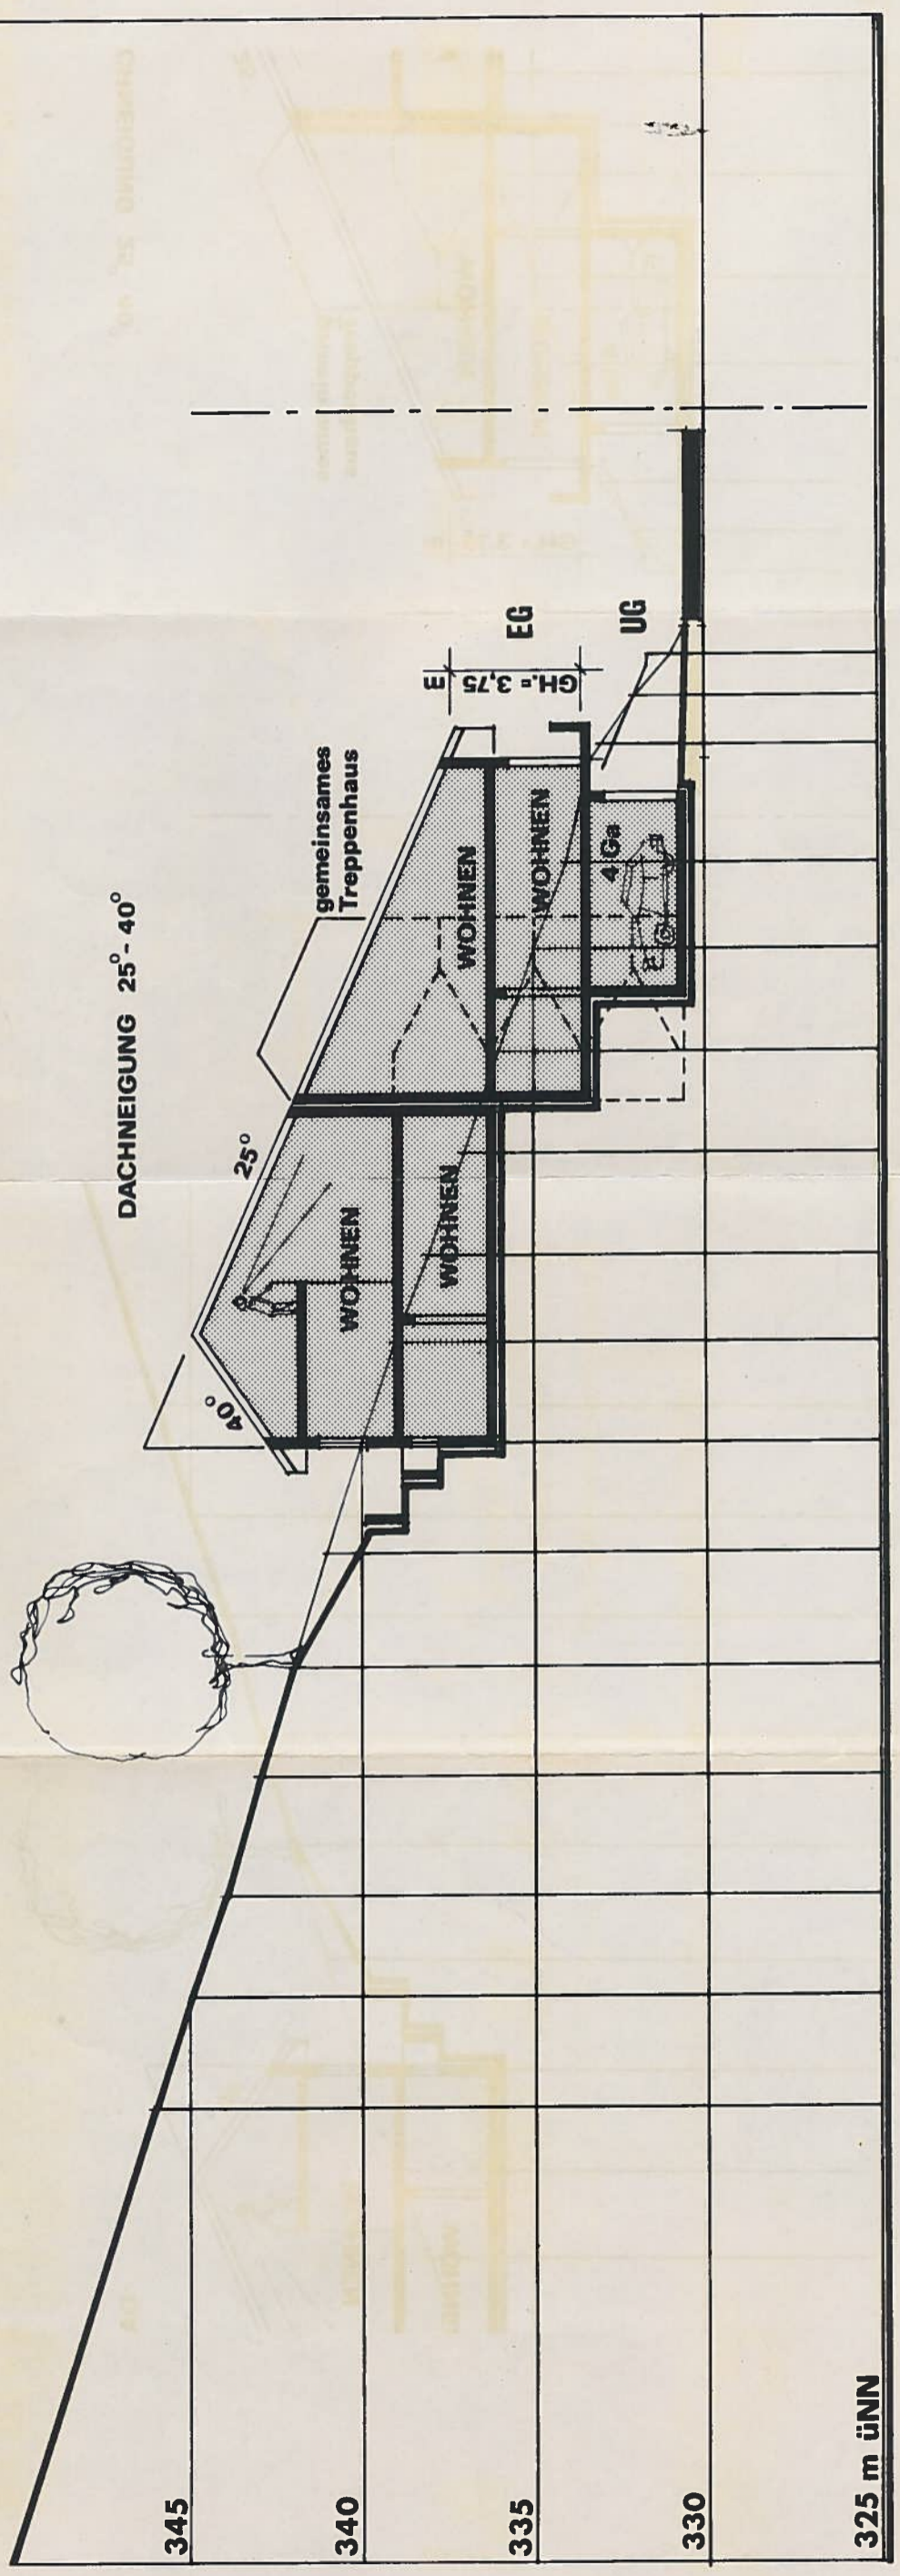 DACHNEIGUNG 25° - 40°
gemeinsames
Treppenhaus
40°
25°
WOHNEN
WOHNEN
WOHNEN
WOHNEN
4 Ga
GH. = 3,75 m
EG
UG
345
340
335
330
325 m üNN